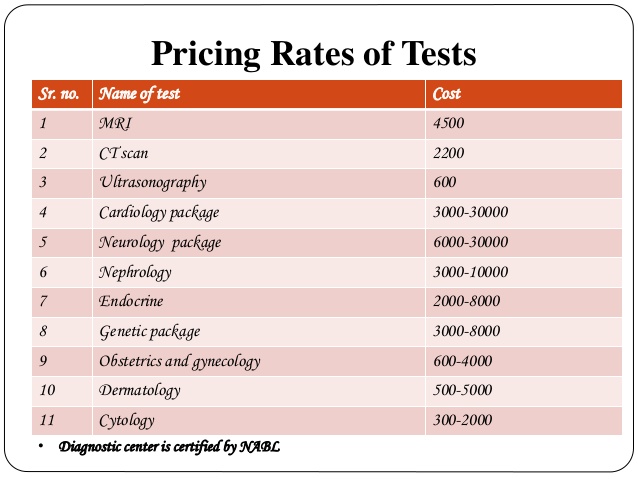 Pricing Rates of Tests
Sr. no. Name of test Cost
1 MRI 4500
2 CT scan 2200
3 Ultrasonography 600
4 Cardiology package 3000-30000
5 Neurology package 6000-30000
6 Nephrology 3000-10000
7 Endocrine 2000-8000
8 Genetic package 3000-8000
9 Obstetrics and gynecology 600-4000
10 Dermatology 500-5000
11 Cytology 300-2000
• Diagnostic center is certified by NABL